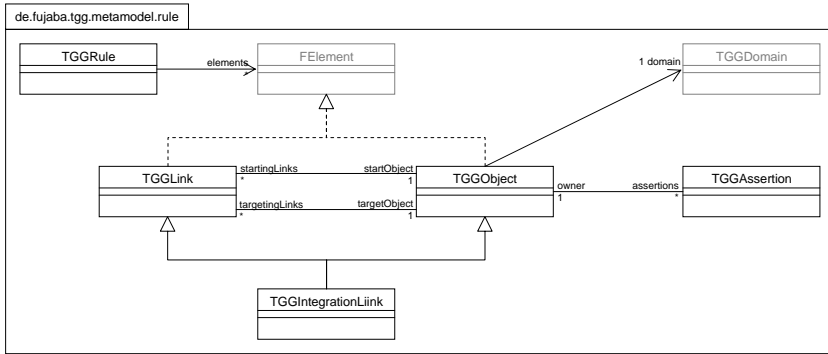 de.fujaba.tgg.metamodel.rule
TGGRule
elements
FElement
1 domain
TGGDomain
TGGLink
startingLinks
*
startObject
1
targetingLinks
*
targetObject
1
TGGObject
owner
1
assertions
*
TGGAssertion
TGGIntegrationLiink